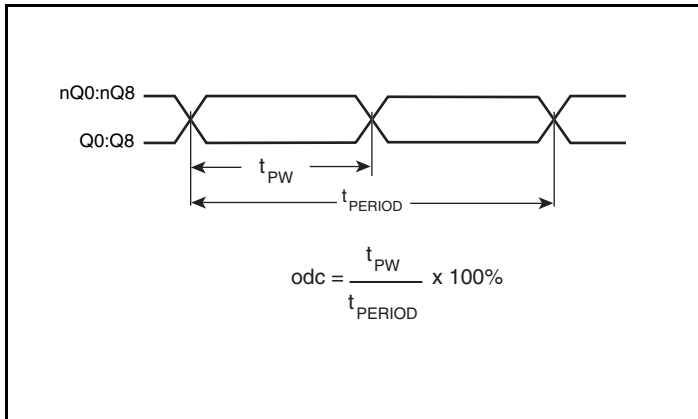 nQ0:nQ8
Q0:Q8
tPW
tPERIOD
odc = tPW / tPERIOD x 100%